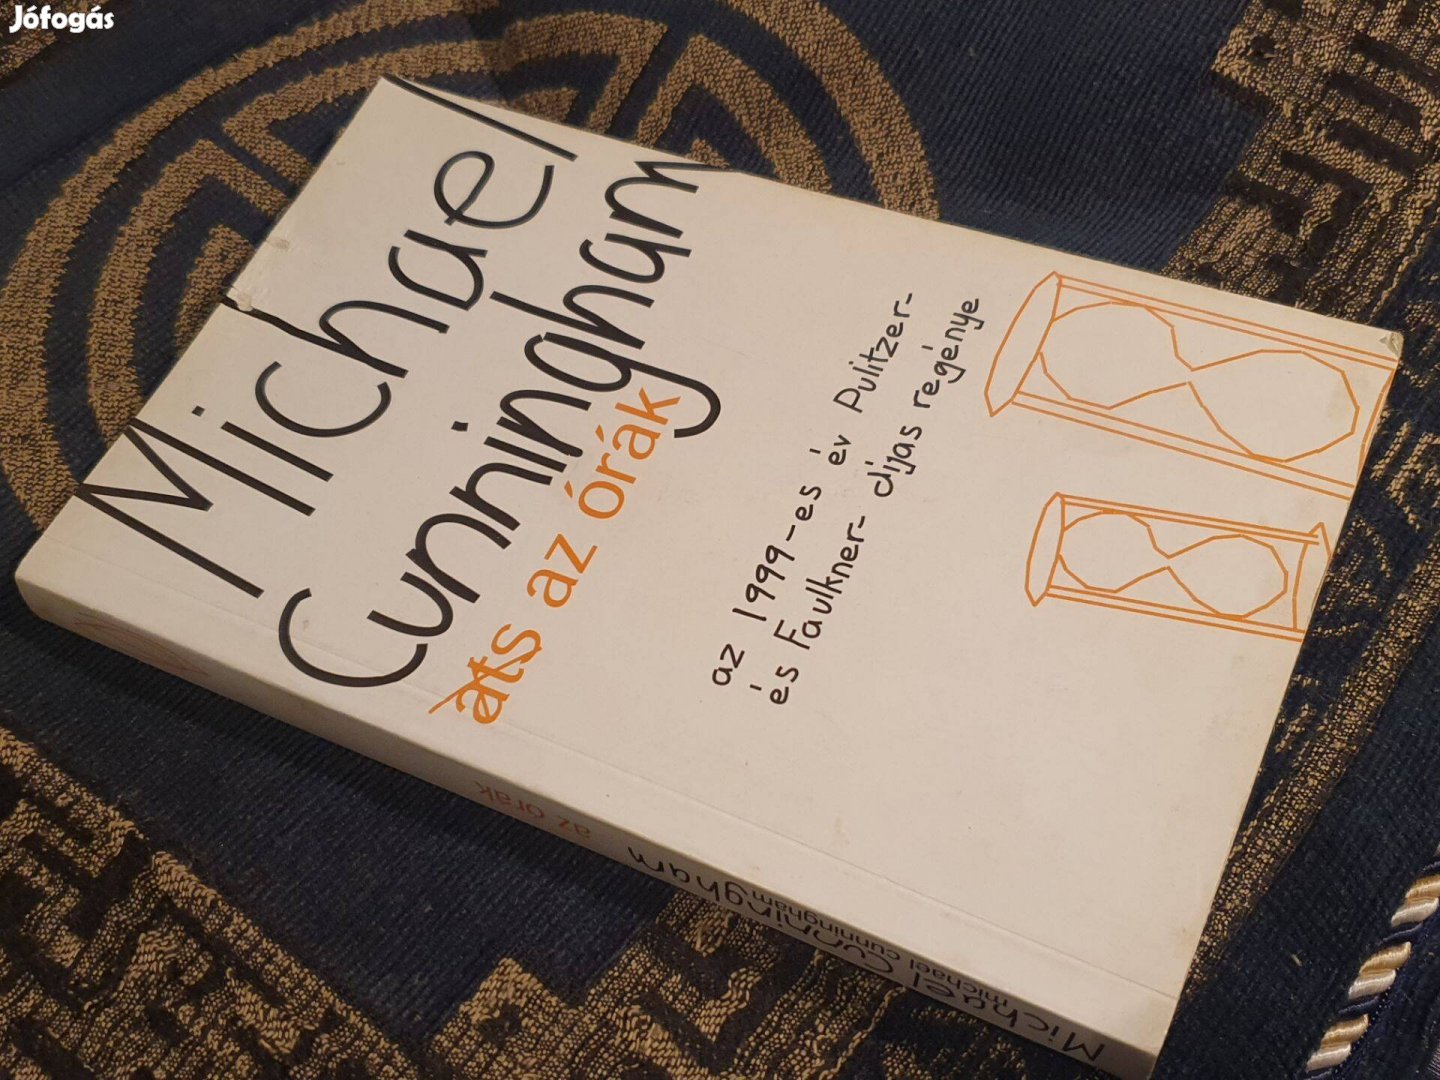 Jófogás
Michael
Cunningham
ats az órák
az 1999-es év Pulitzer-
és Faulkner- díjas regénye
az órák
Michael Cunningham
michael cunningham